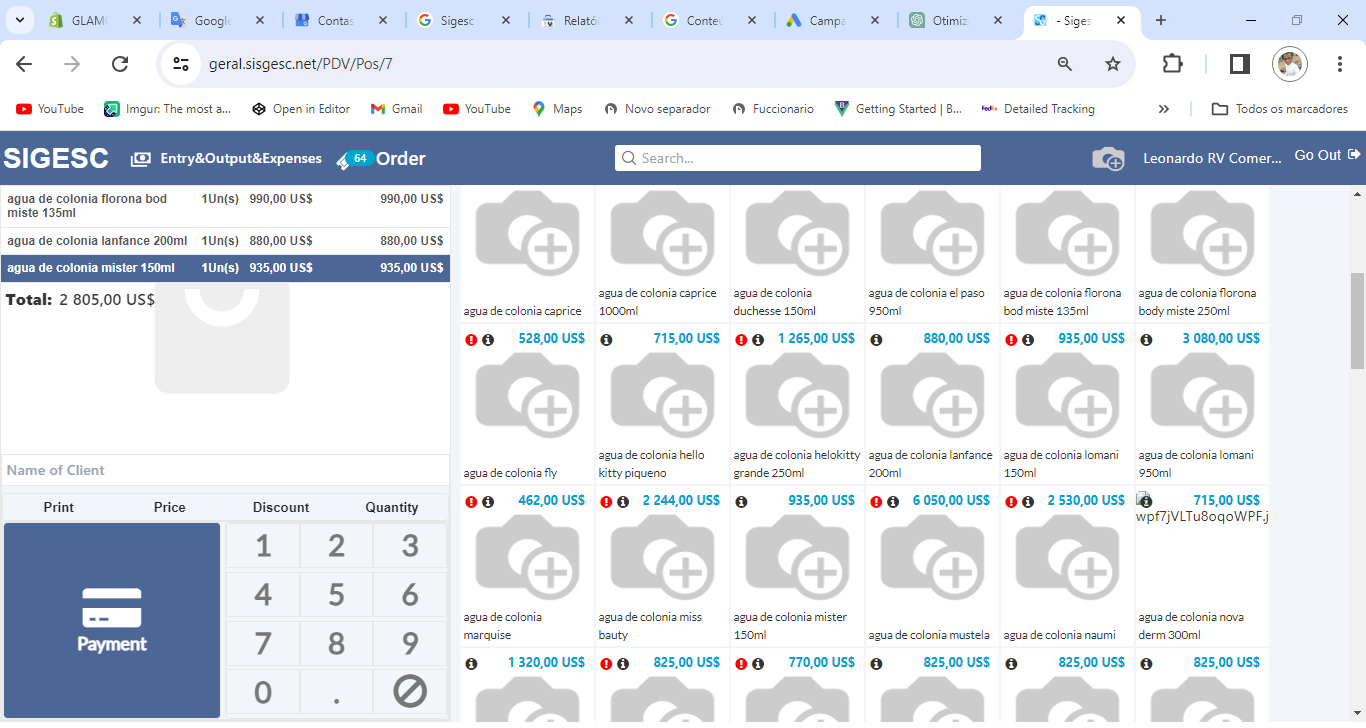 GLAMO
Google
Contas
Sigesc
Relatór
Conteu
Campa
Otimiza
- Siges
geral.sisgesc.net/PDV/Pos/7
YouTube
Imgur: The most a...
Open in Editor
Gmail
YouTube
Maps
Novo separador
Fuccionario
Getting Started | B...
FedEx
Detailed Tracking
Todos os marcadores
SIGESC
Entry&Output&Expenses
64
Order
Search...
Leonardo RV Comer...
Go Out
agua de colonia florona bod
miste 135ml
1Un(s)
990,00 US$
990,00 US$
agua de colonia lanfance 200ml
1Un(s)
880,00 US$
880,00 US$
agua de colonia mister 150ml
1Un(s)
935,00 US$
935,00 US$
Total: 2 805,00 US$
Name of Client
Print
Price
Discount
Quantity
Payment
1
2
3
4
5
6
7
8
9
0
.
agua de colonia caprice
agua de colonia caprice
1000ml
agua de colonia
duchesse 150ml
agua de colonia el paso
950ml
agua de colonia florona
bod miste 135ml
agua de colonia florona
body miste 250ml
528,00 US$
715,00 US$
1 265,00 US$
880,00 US$
935,00 US$
3 080,00 US$
agua de colonia fly
agua de colonia hello
kitty piqueno
agua de colonia helokitty
grande 250ml
agua de colonia lanfance
200ml
agua de colonia lomani
150ml
agua de colonia lomani
950ml
462,00 US$
2 244,00 US$
935,00 US$
6 050,00 US$
2 530,00 US$
715,00 US$
wpf7jVLTu8oqoWPF.j
agua de colonia
marquise
agua de colonia miss
bauty
agua de colonia mister
150ml
agua de colonia mustela
agua de colonia naumi
agua de colonia nova
derm 300ml
1 320,00 US$
825,00 US$
770,00 US$
825,00 US$
825,00 US$
825,00 US$